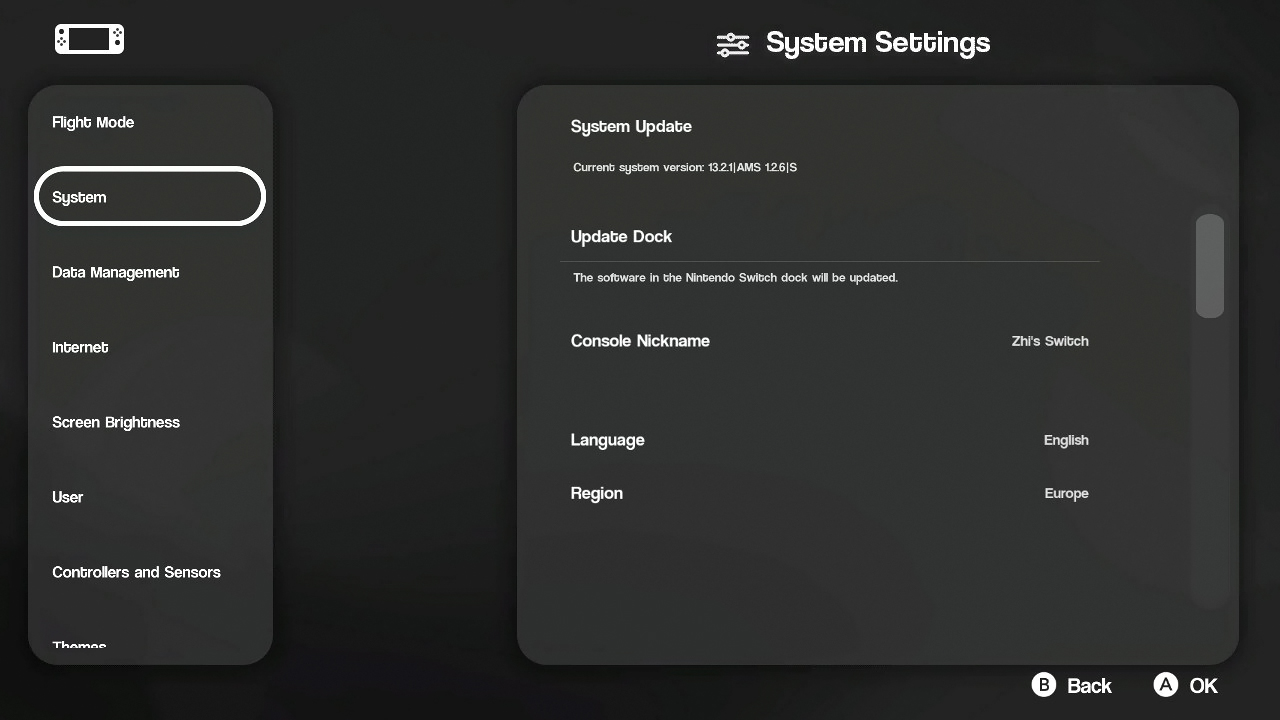 System Settings
Flight Mode
System
Data Management
Internet
Screen Brightness
User
Controllers and Sensors
Themes
System Update
Current system version: 13.2.1|AMS 1.2.6|S
Update Dock
The software in the Nintendo Switch dock will be updated.
Console Nickname Zhi's Switch
Language English
Region Europe
B Back A OK